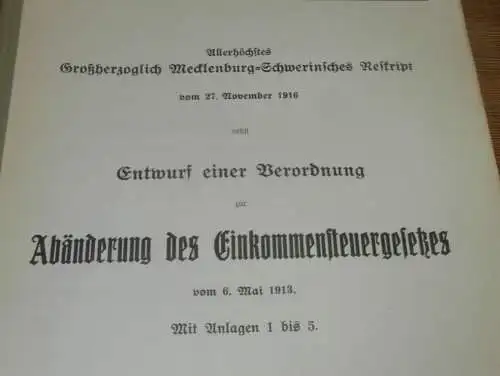 Allerhöchstes
Großherzoglich Mecklenburg=Schwerinsches Reskript
vom 27. November 1916
nebst
Entwurf einer Verordnung
zur
Abänderung des Einkommensteuergesetzes
vom 6. Mai 1913.
Mit Anlagen 1 bis 5.